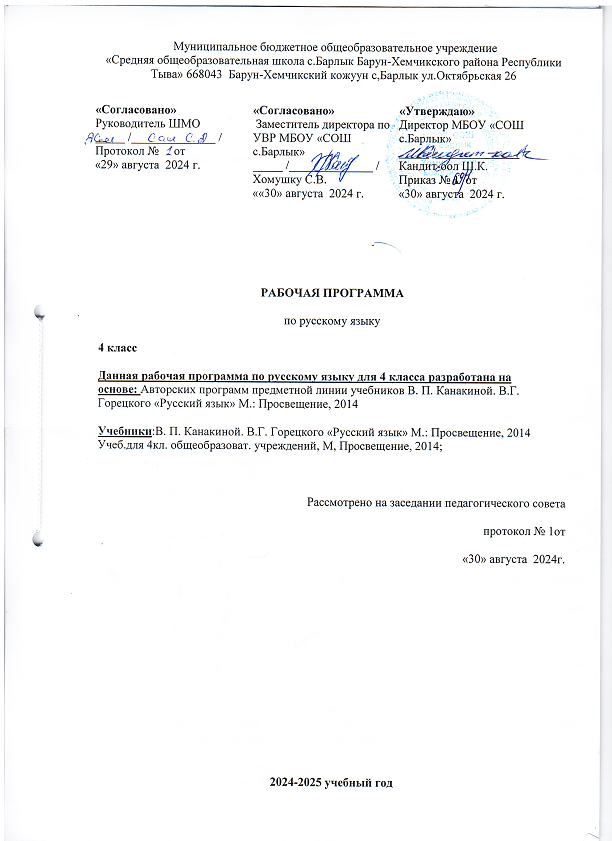 Муниципальное бюджетное общеобразовательное учреждение
«Средняя общеобразовательная школа с.Барлык Барун-Хемчикского района Республики
Тыва» 668043 Барун-Хемчикский кожуун с,Барлык ул.Октябрьская 26
«Согласовано»
Руководитель ШМО
/ Саая С.д /
Протокол № 1от
«29» августа 2024 г.
«Согласовано»
Заместитель директора по
УВР МБОУ «СОШ
с.Барлык»
/ /
Хомушку С.В.
««30» августа 2024 г.
«Утверждаю»
Директор МБОУ «СОШ
с.Барлык»
Кандит-оол Ш.К.
Приказ № от
«30» августа 2024 г.
РАБОЧАЯ ПРОГРАММА
по русскому языку
4 класс
Данная рабочая программа по русскому языку для 4 класса разработана на
основе: Авторских программ предметной линии учебников В. П. Канакиной. В.Г.
Горецкого «Русский язык» М.: Просвещение, 2014
Учебники:В. П. Канакиной. В.Г. Горецкого «Русский язык» М.: Просвещение, 2014
Учеб.для 4кл. общеобразоват. учреждений, М, Просвещение, 2014;
Рассмотрено на заседании педагогического совета
протокол № 1от
«30» августа 2024г.
2024-2025 учебный год